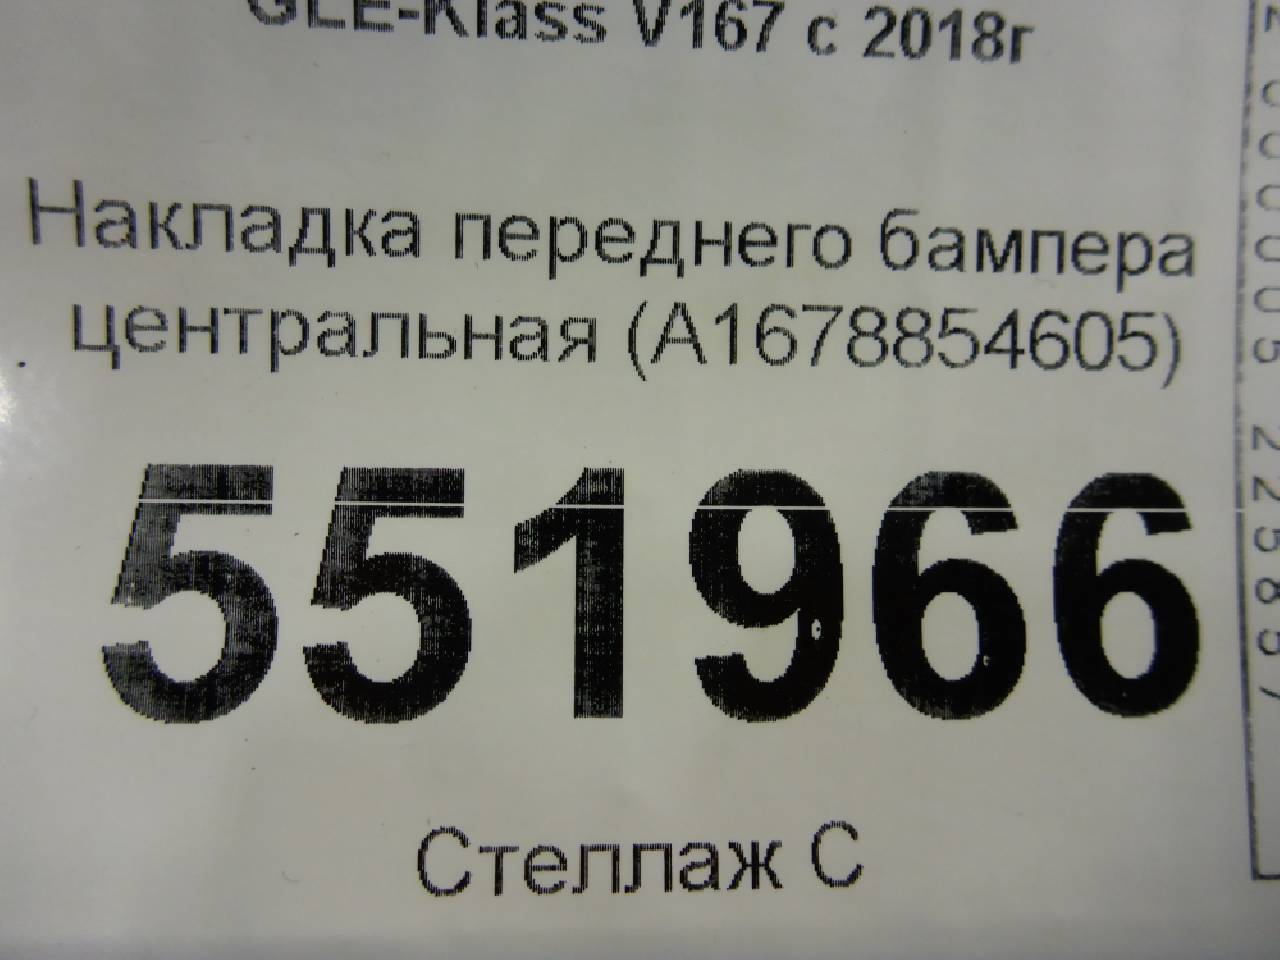 GLE-Klass V167 с 2018г
Накладка переднего бампера
центральная (A1678854605)
551966
Стеллаж С